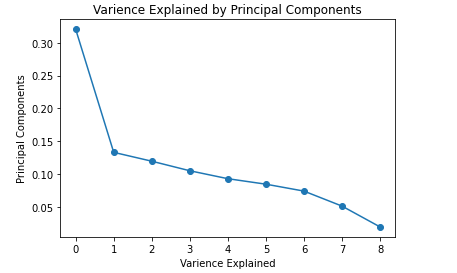 Varience Explained by Principal Components
Principal Components
0.30
0.25
0.20
0.15
0.10
0.05
0 1 2 3 4 5 6 7 8
Varience Explained